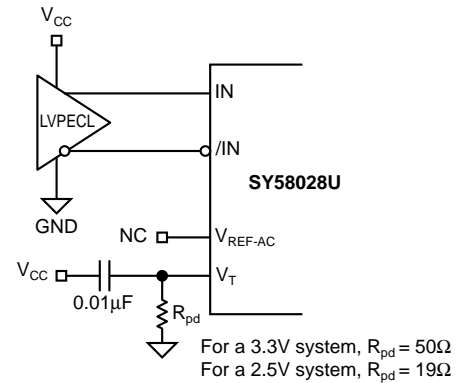 VCC
LVPECL
GND
IN
/IN
SY58028U
NC
VREF-AC
VCC
0.01µF
VT
Rpd
For a 3.3V system, Rpd = 50Ω
For a 2.5V system, Rpd = 19Ω